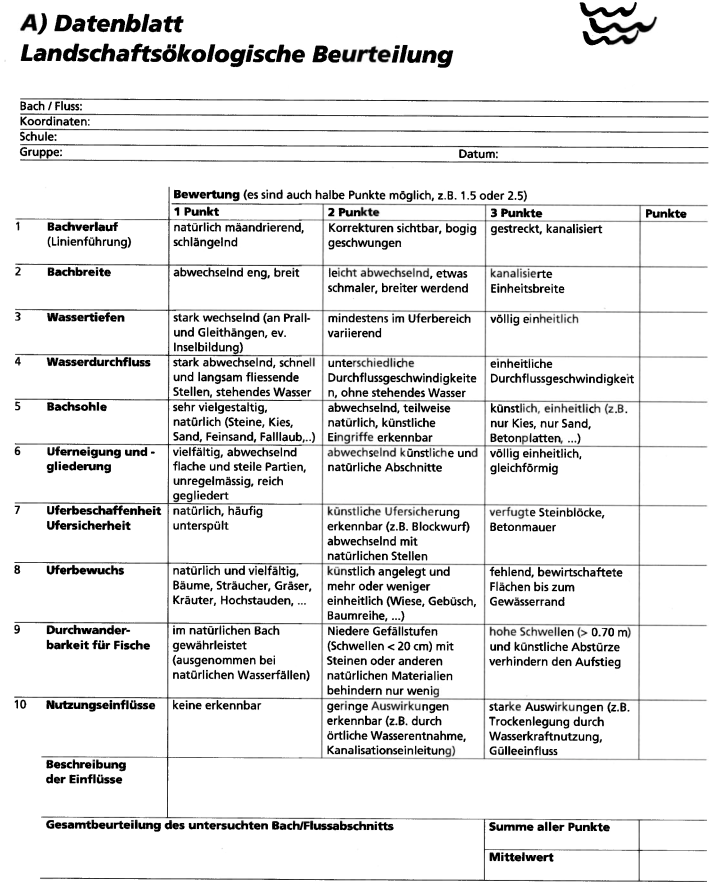 A) Datenblatt
Landschaftsökologische Beurteilung
Bach / Fluss:
Koordinaten:
Schule:
Gruppe: Datum:
Bewertung (es sind auch halbe Punkte möglich, z.B. 1.5 oder 2.5)
1 Punkt 2 Punkte 3 Punkte Punkte
1 Bachverlauf natürlich mäandrierend, Korrekturen sichtbar, bogig gestreckt, kanalisiert
(Linienführung) schlängelnd geschwungen
2 Bachbreite abwechselnd eng, breit leicht abwechselnd, etwas kanalisierte
schmaler, breiter werdend Einheitsbreite
3 Wassertiefen stark wechselnd (an Prall- mindestens im Uferbereich völlig einheitlich
und Gleithängen, ev. variierend
Inselbildung)
4 Wasserdurchfluss stark abwechselnd, schnell unterschiedliche einheitliche
und langsam fliessende Durchflussgeschwindigkeite Durchflussgeschwindigkeit
Stellen, stehendes Wasser n, ohne stehendes Wasser
5 Bachsohle sehr vielgestaltig, abwechselnd, teilweise künstlich, einheitlich (z.B.
natürlich (Steine, Kies, natürlich, künstliche nur Kies, nur Sand,
Sand, Feinsand, Falllaub,..) Eingriffe erkennbar Betonplatten, ...)
6 Uferneigung und - vielfältig, abwechselnd abwechselnd künstliche und völlig einheitlich,
gliederung flache und steile Partien, natürliche Abschnitte gleichförmig
unregelmässig, reich
gegliedert
7 Uferbeschaffenheit natürlich, häufig künstliche Ufersicherung verfugte Steinblöcke,
Ufersicherheit unterspült erkennbar (z.B. Blockwurf) Betonmauer
abwechselnd mit
natürlichen Stellen
8 Uferbewuchs natürlich und vielfältig, künstlich angelegt und fehlend, bewirtschaftete
Bäume, Sträucher, Gräser, mehr oder weniger Flächen bis zum
Kräuter, Hochstauden, ... einheitlich (Wiese, Gebüsch, Gewässerrand
Baumreihe, ...)
9 Durchwander- im natürlichen Bach Niedere Gefällstufen hohe Schwellen (> 0.70 m)
barkeit für Fische gewährleistet (Schwellen < 20 cm) mit und künstliche Abstürze
(ausgenommen bei Steinen oder anderen verhindern den Aufstieg
natürlichen Wasserfällen) natürlichen Materialien
behindern nur wenig
10 Nutzungseinflüsse keine erkennbar geringe Auswirkungen starke Auswirkungen (z.B.
erkennbar (z.B. durch Trockenlegung durch
örtliche Wasserentnahme, Wasserkraftnutzung,
Kanalisationseinleitung) Gülleeinfluss
Beschreibung
der Einflüsse
Gesamtbeurteilung des untersuchten Bach/Flussabschnitts Summe aller Punkte
Mittelwert